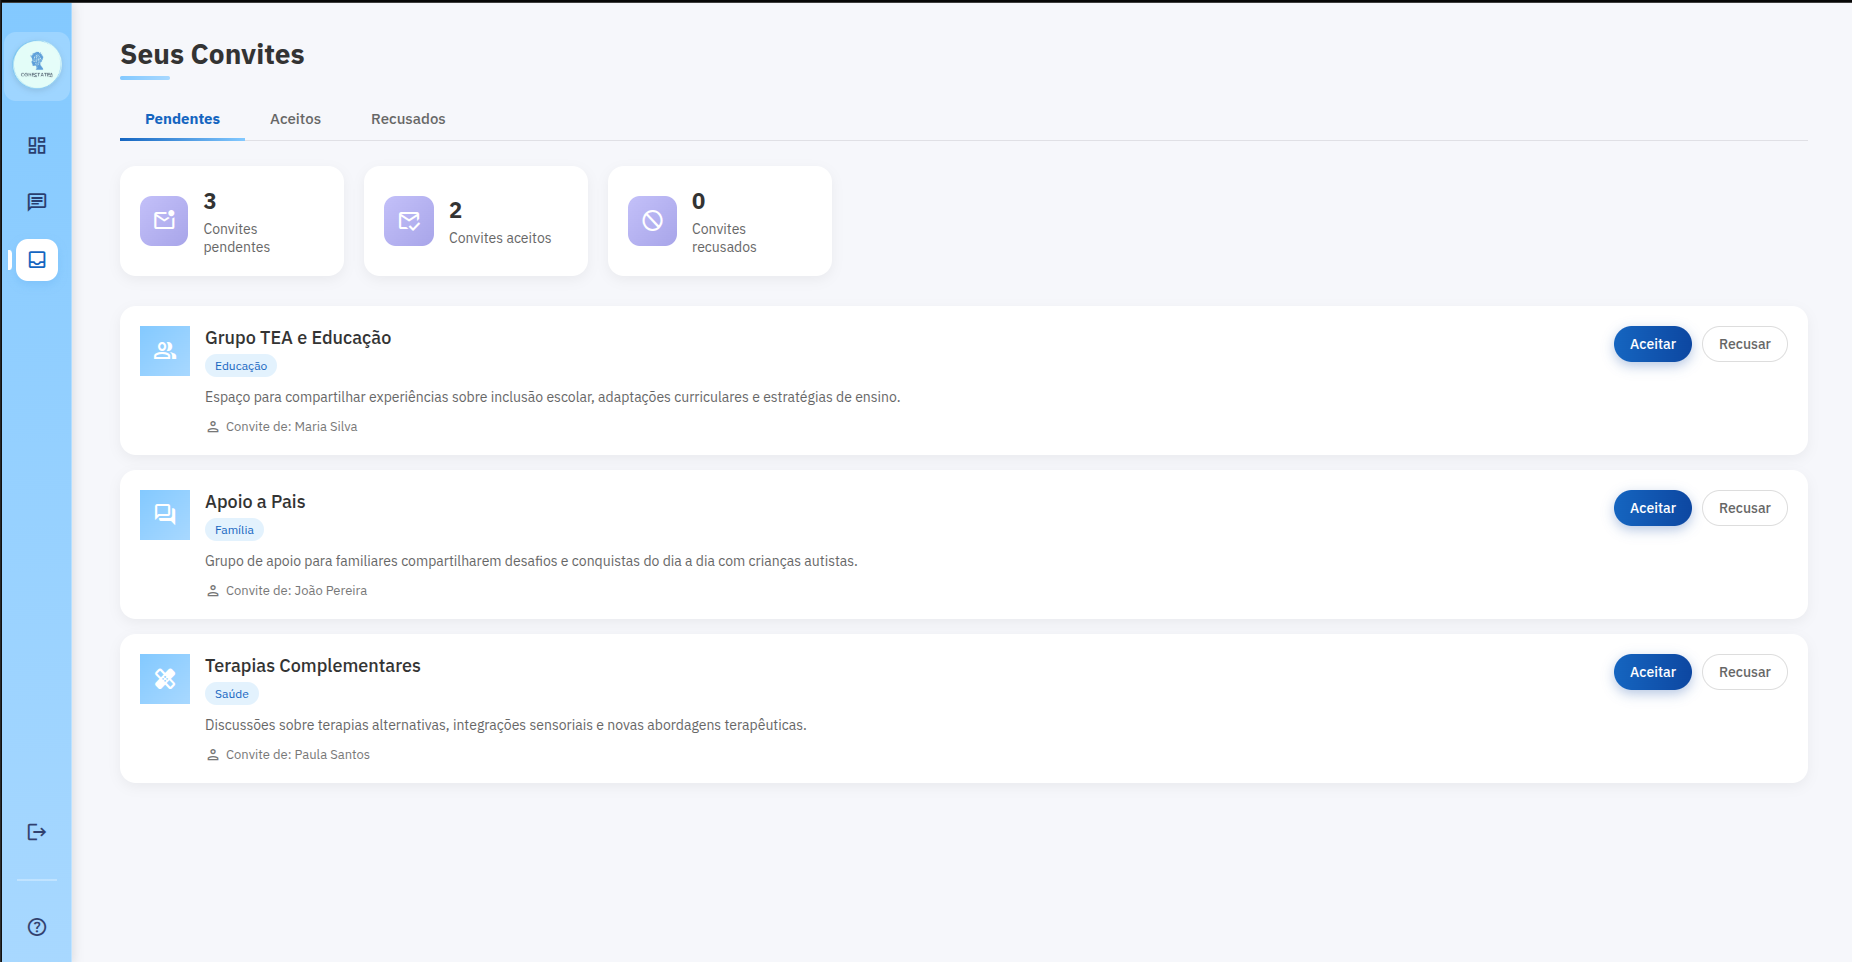 Seus Convites
Pendentes
Aceitos
Recusados
3
Convites
pendentes
2
Convites aceitos
0
Convites
recusados
Grupo TEA e Educação
Educação
Espaço para compartilhar experiências sobre inclusão escolar, adaptações curriculares e estratégias de ensino.
Convite de: Maria Silva
Aceitar
Recusar
Apoio a Pais
Família
Grupo de apoio para familiares compartilharem desafios e conquistas do dia a dia com crianças autistas.
Convite de: João Pereira
Aceitar
Recusar
Terapias Complementares
Saúde
Discussões sobre terapias alternativas, integrações sensoriais e novas abordagens terapêuticas.
Convite de: Paula Santos
Aceitar
Recusar